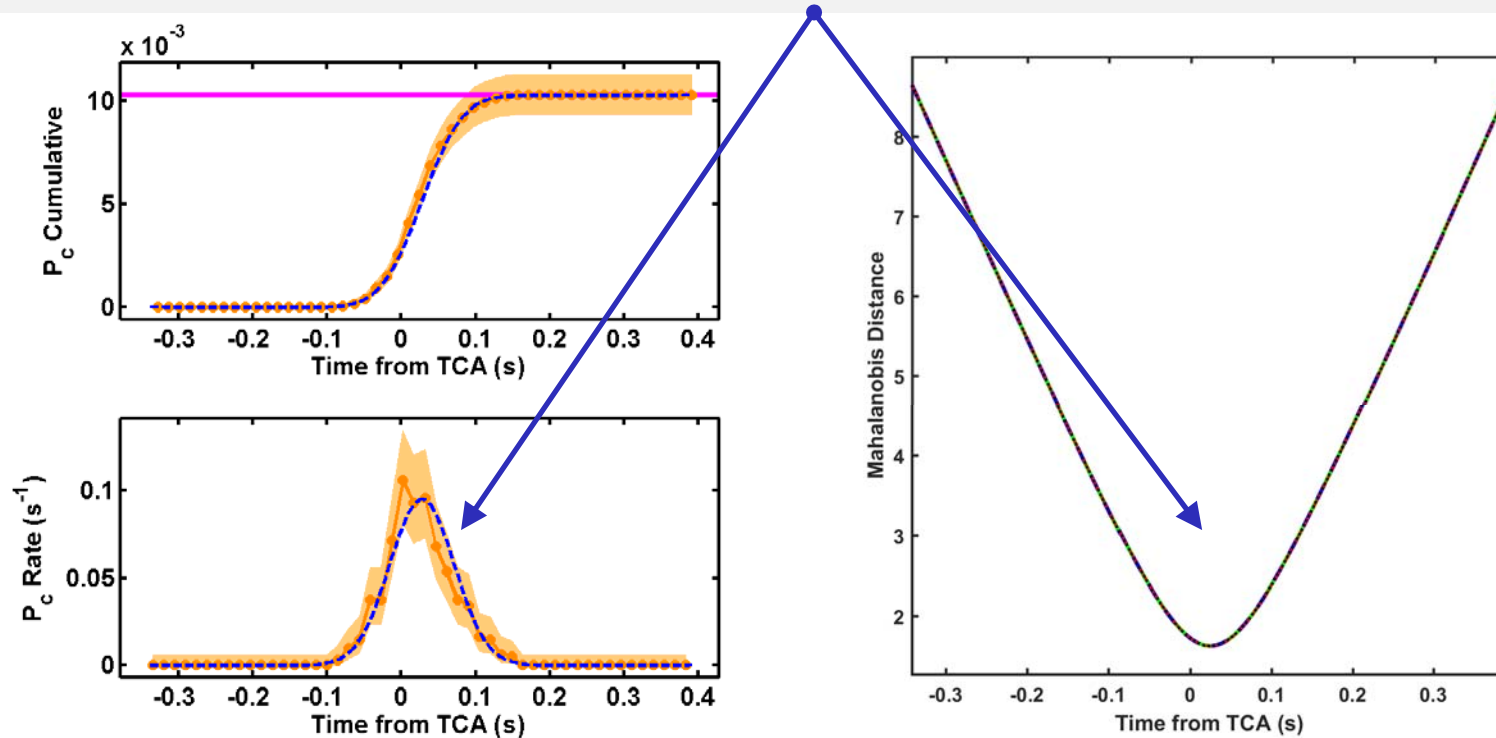 x 10⁻³
10
5
0
P_C Cumulative
-0.3 -0.2 -0.1 0 0.1 0.2 0.3 0.4
Time from TCA (s)
0.1
0.05
0
P_C Rate (s⁻¹)
-0.3 -0.2 -0.1 0 0.1 0.2 0.3 0.4
Time from TCA (s)
8
7
6
5
4
3
2
Mahalanobis Distance
-0.3 -0.2 -0.1 0 0.1 0.2 0.3
Time from TCA (s)